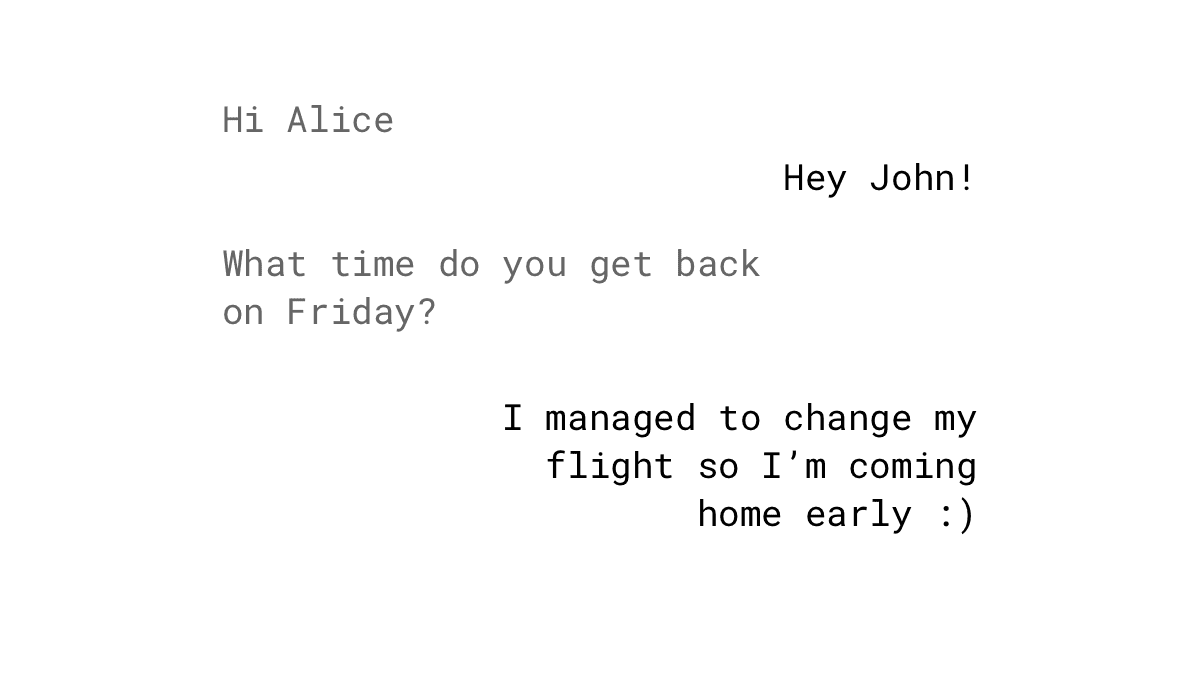 Hi Alice
Hey John!
What time do you get back
on Friday?
I managed to change my
flight so I’m coming
home early :)